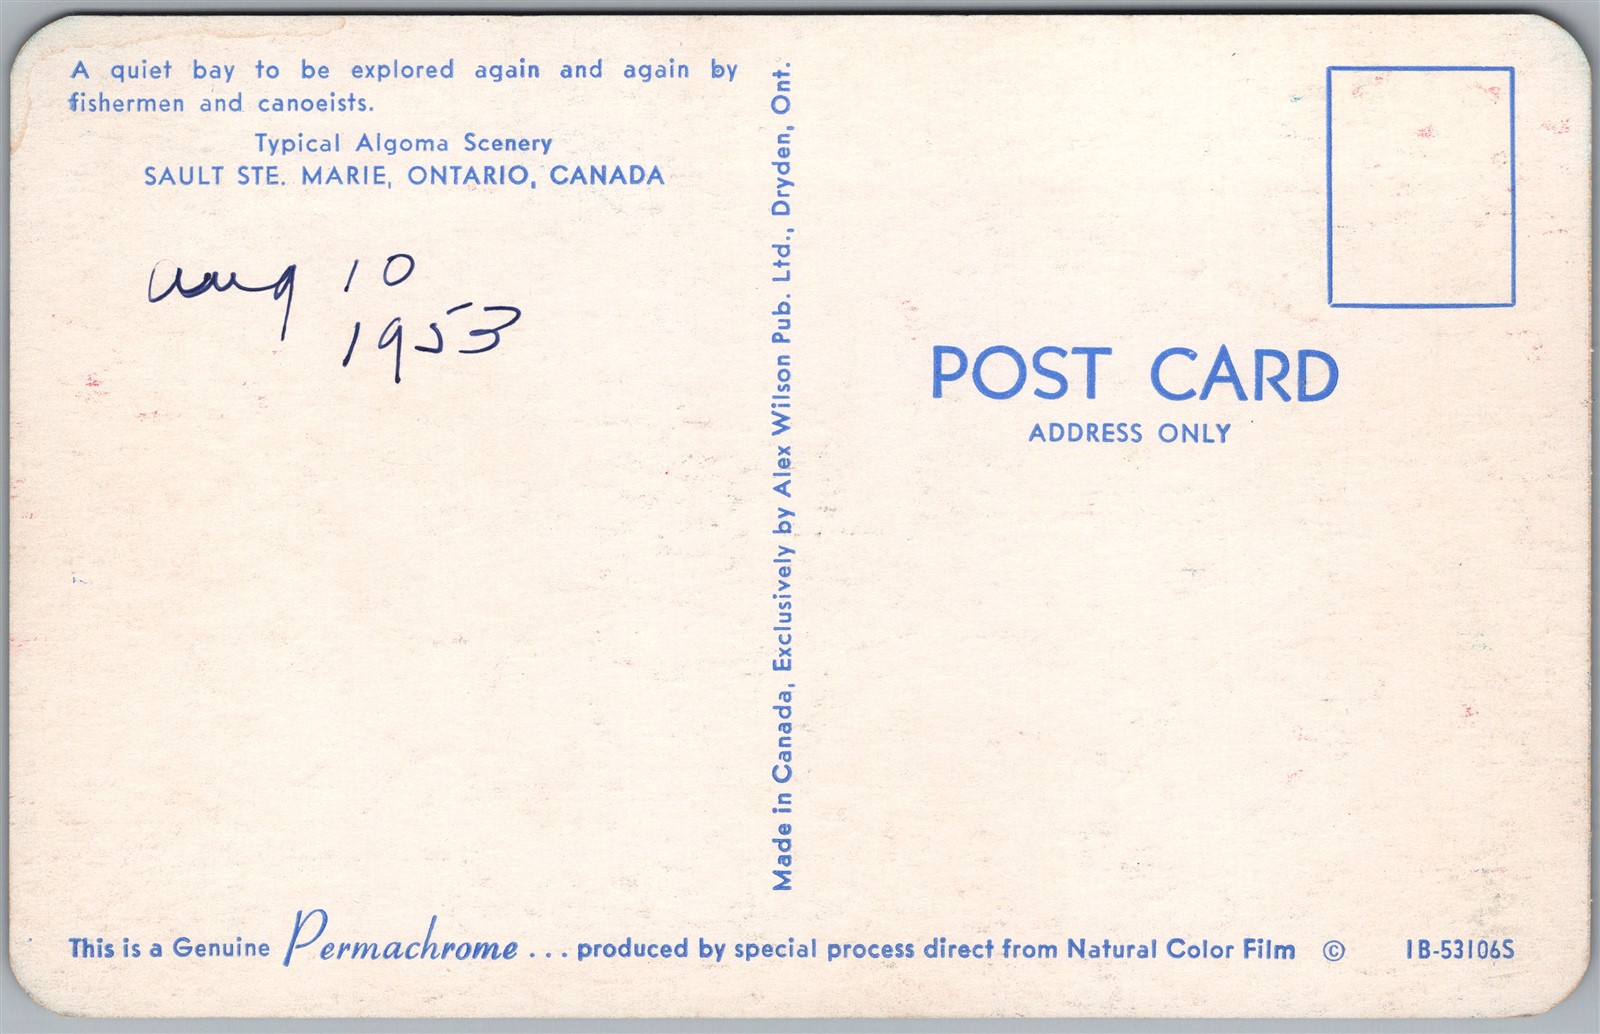 A quiet bay to be explored again and again by
fishermen and canoeists.
Typical Algoma Scenery
SAULT STE. MARIE, ONTARIO, CANADA
Aug 10
1953
Made in Canada, Exclusively by Alex Wilson Pub. Ltd., Dryden, Ont.
POST CARD
ADDRESS ONLY
This is a Genuine Permachrome ... produced by special process direct from Natural Color Film © 1B-53106S